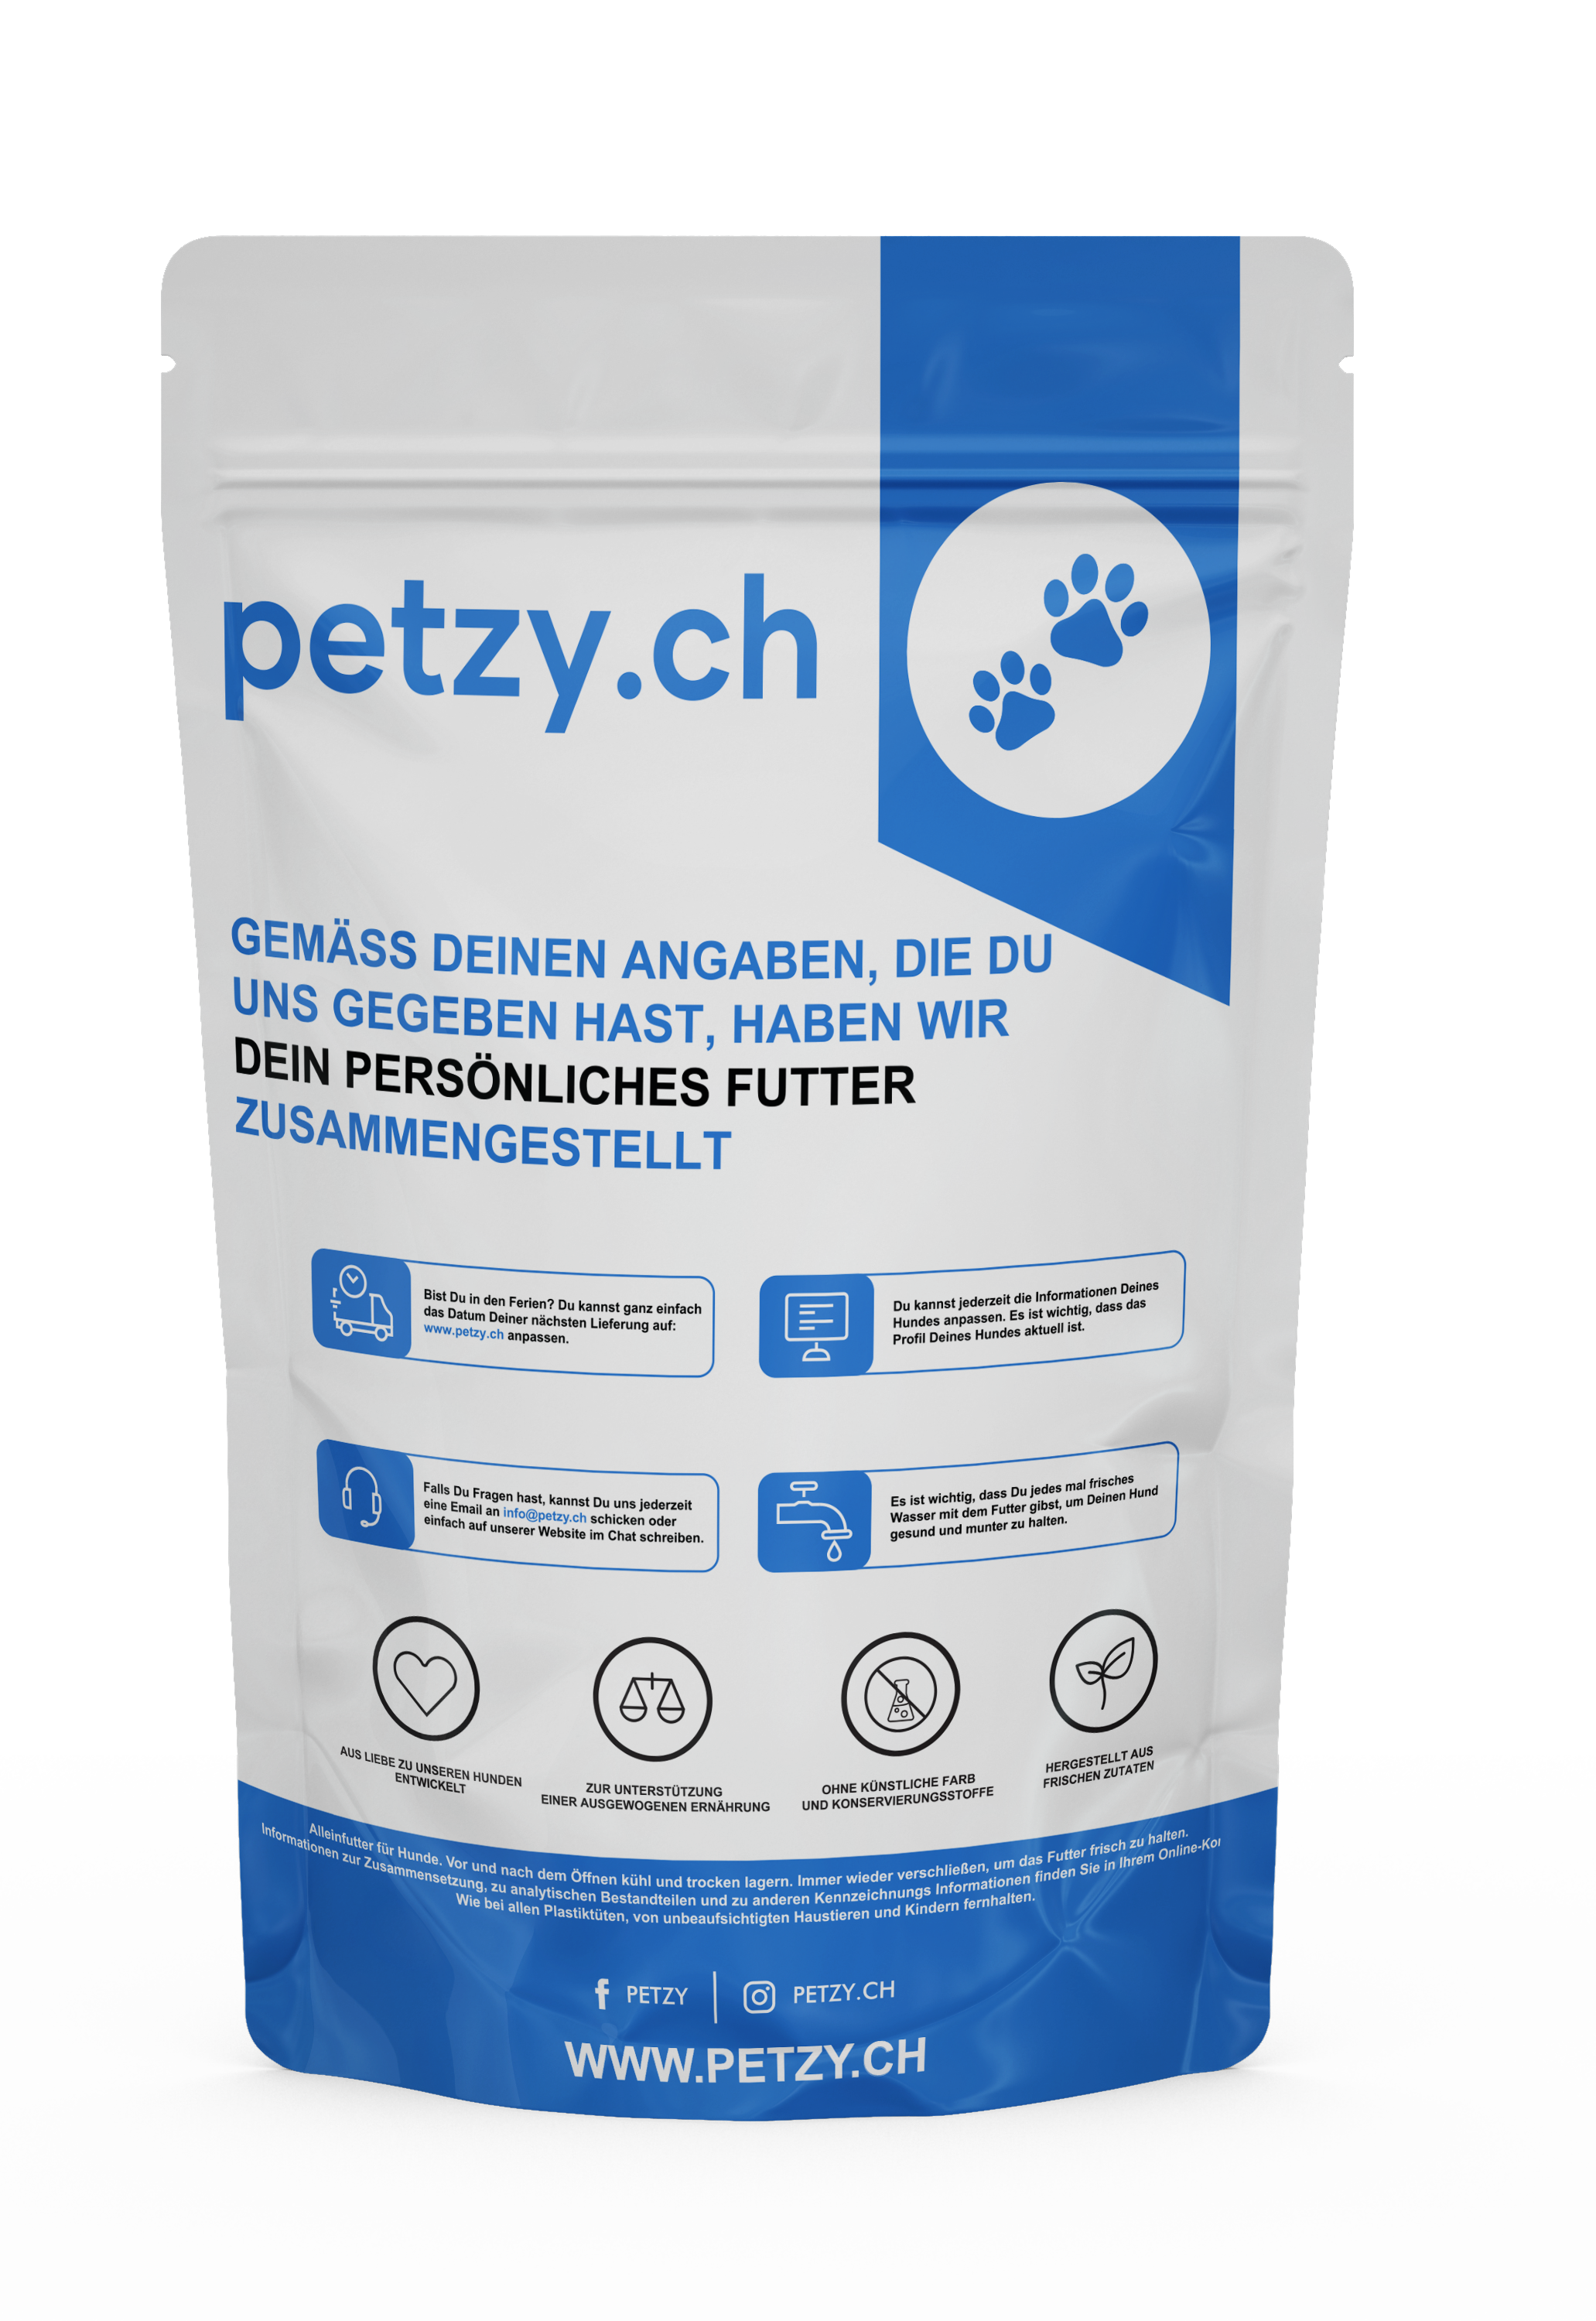 petzy.ch
GEMÄSS DEINEN ANGABEN, DIE DU
UNS GEGEBEN HAST, HABEN WIR
DEIN PERSÖNLICHES FUTTER
ZUSAMMENGESTELLT
Bist Du in den Ferien? Du kannst ganz einfach
das Datum Deiner nächsten Lieferung auf:
www.petzy.ch anpassen.
Du kannst jederzeit die Informationen Deines
Hundes anpassen. Es ist wichtig, dass das
Profil Deines Hundes aktuell ist.
Falls Du Fragen hast, kannst Du uns jederzeit
eine Email an info@petzy.ch schicken oder
einfach auf unserer Website im Chat schreiben.
Es ist wichtig, dass Du jedes mal frisches
Wasser mit dem Futter gibst, um Deinen Hund
gesund und munter zu halten.
AUS LIEBE ZU UNSEREN HUNDEN
ENTWICKELT
ZUR UNTERSTÜTZUNG
EINER AUSGEWOGENEN ERNÄHRUNG
OHNE KÜNSTLICHE FARB
UND KONSERVIERUNGSSTOFFE
HERGESTELLT AUS
FRISCHEN ZUTATEN
Alleinfutter für Hunde. Vor und nach dem Öffnen kühl und trocken lagern. Immer wieder verschließen, um das Futter frisch zu halten.
Informationen zur Zusammensetzung, zu analytischen Bestandteilen und zu anderen Kennzeichnungs Informationen finden Sie in Ihrem
Wie bei allen Plastiktüten, von unbeaufsichtigten Haustieren und Kindern fernhalten.
PETZY
PETZY.CH
WWW.PETZY.CH